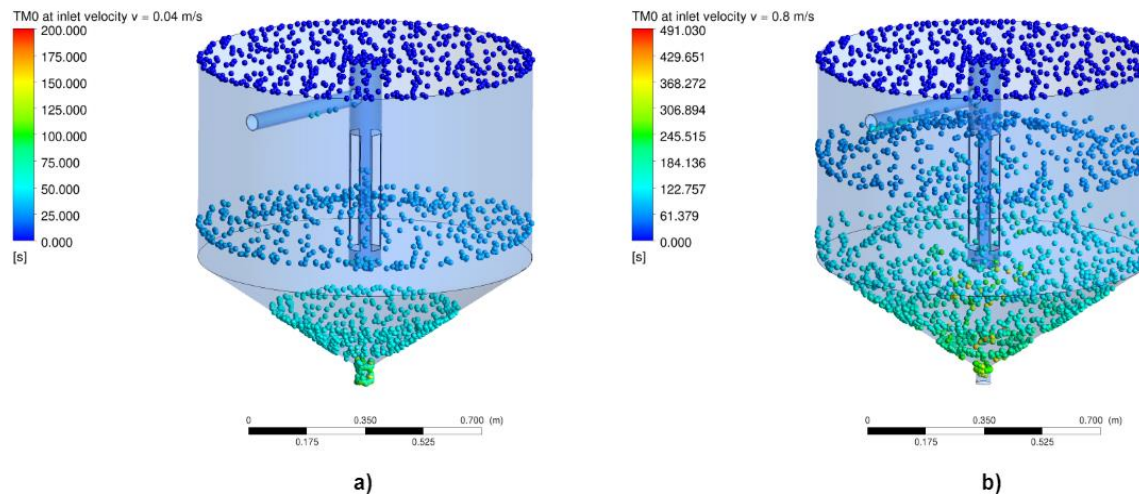 TM0 at inlet velocity v = 0.04 m/s
200.000
175.000
150.000
125.000
100.000
75.000
50.000
25.000
0.000
[s]
0 0.350 0.700 (m)
0.175 0.525
a)
TM0 at inlet velocity v = 0.8 m/s
491.030
429.651
368.272
306.894
245.515
184.136
122.757
61.379
0.000
[s]
0 0.350 0.700 (m)
0.175 0.525
b)